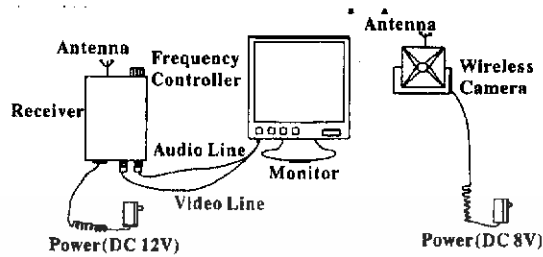 Antenna
Frequency
Controller
Receiver
Audio Line
Video Line
Monitor
Power(DC 12V)
Antenna
Wireless
Camera
Power(DC 8V)